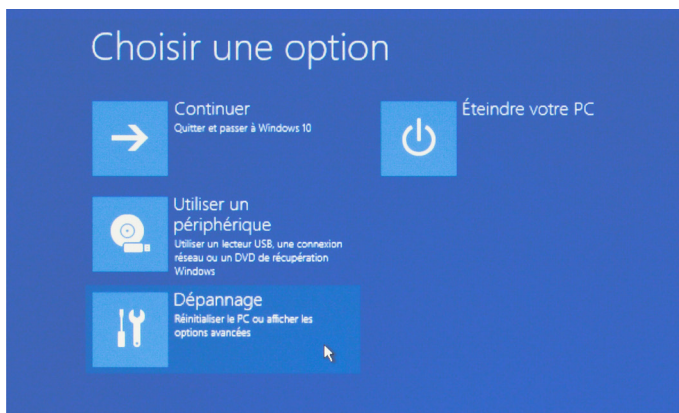 Choisir une option
Continuer
Quitter et passer à Windows 10
Utiliser un
périphérique
Utiliser un lecteur USB, une connexion
réseau ou un DVD de récupération
Windows
Dépannage
Réinitialiser le PC ou afficher les
options avancées
Éteindre votre PC